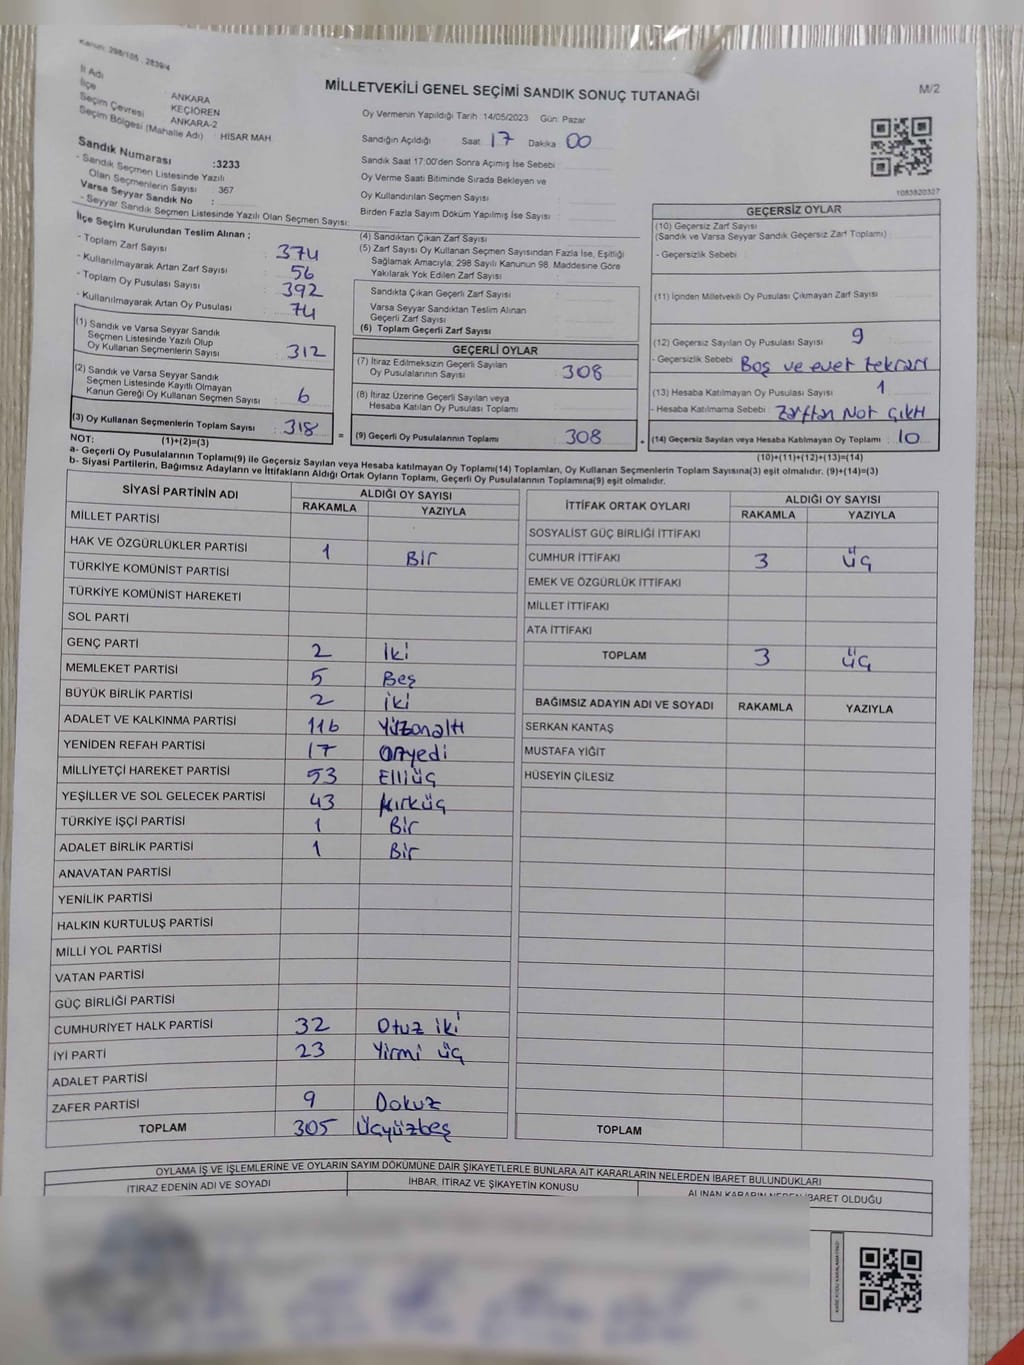 Kanun: 298/105 , 2839/4
M/2
MİLLETVEKİLİ GENEL SEÇİMİ SANDIK SONUÇ TUTANAĞI
İl Adı : ANKARA
İlçe : KEÇİÖREN
Seçim Çevresi : ANKARA-2
Seçim Bölgesi (Mahalle Adı) : HİSAR MAH
Sandık Numarası :3233
- Sandık Seçmen Listesinde Yazılı
Olan Seçmenlerin Sayısı : 367
Varsa Seyyar Sandık No :
- Seyyar Sandık Seçmen Listesinde Yazılı Olan Seçmen Sayısı:
Oy Vermenin Yapıldığı Tarih :14/05/2023 Gün: Pazar
Sandığın Açıldığı Saat 17 Dakika 00
Sandık Saat 17:00'den Sonra Açılmış İse Sebebi
Oy Verme Saati Bitiminde Sırada Bekleyen ve
Oy Kullandırılan Seçmen Sayısı :
Birden Fazla Sayım Döküm Yapılmış İse Sayısı :
1083820327
İlçe Seçim Kurulundan Teslim Alınan ;
- Toplam Zarf Sayısı : 374
- Kullanılmayarak Artan Zarf Sayısı : 56
- Toplam Oy Pusulası Sayısı : 392
- Kullanılmayarak Artan Oy Pusulası : 74
(1) Sandık ve Varsa Seyyar Sandık
Seçmen Listesinde Yazılı Olup
Oy Kullanan Seçmenlerin Sayısı : 312
(2) Sandık ve Varsa Seyyar Sandık
Seçmen Listesinde Kayıtlı Olmayan
Kanun Gereği Oy Kullanan Seçmen Sayısı : 6
(3) Oy Kullanan Seçmenlerin Toplam Sayısı : 318
(4) Sandıktan Çıkan Zarf Sayısı
(5) Zarf Sayısı Oy Kullanan Seçmen Sayısından Fazla İse, Eşitliği
Sağlamak Amacıyla; 298 Sayılı Kanunun 98. Maddesine Göre
Yakılarak Yok Edilen Zarf Sayısı
Sandıkta Çıkan Geçerli Zarf Sayısı :
Varsa Seyyar Sandıktan Teslim Alınan
Geçerli Zarf Sayısı :
(6) Toplam Geçerli Zarf Sayısı
GEÇERLİ OYLAR
(7) İtiraz Edilmeksizin Geçerli Sayılan
Oy Pusulalarının Sayısı : 308
(8) İtiraz Üzerine Geçerli Sayılan veya
Hesaba Katılan Oy Pusulası Toplamı :
= (9) Geçerli Oy Pusulalarının Toplamı : 308
GEÇERSİZ OYLAR
(10) Geçersiz Zarf Sayısı
(Sandık ve Varsa Seyyar Sandık Geçersiz Zarf Toplamı) :
- Geçersizlik Sebebi :
(11) İçinden Milletvekili Oy Pusulası Çıkmayan Zarf Sayısı :
(12) Geçersiz Sayılan Oy Pusulası Sayısı : 9
- Geçersizlik Sebebi : Boş ve evet tekrarı
(13) Hesaba Katılmayan Oy Pusulası Sayısı : 1
- Hesaba Katılmama Sebebi : Zarftan Not Çıktı
(14) Geçersiz Sayılan veya Hesaba Katılmayan Oy Toplamı : 10
NOT: (1)+(2)=(3)
(10)+(11)+(12)+(13)=(14)
a- Geçerli Oy Pusulalarının Toplamı(9) ile Geçersiz Sayılan veya Hesaba katılmayan Oy Toplamı(14) Toplamları, Oy Kullanan Seçmenlerin Toplam Sayısına(3) eşit olmalıdır. (9)+(14)=(3)
b- Siyasi Partilerin, Bağımsız Adayların ve İttifakların Aldığı Ortak Oyların Toplamı, Geçerli Oy Pusulalarının Toplamına(9) eşit olmalıdır.
SİYASİ PARTİNİN ADI ALDIĞI OY SAYISI
RAKAMLA YAZIYLA
MİLLET PARTİSİ
HAK VE ÖZGÜRLÜKLER PARTİSİ 1 Bir
TÜRKİYE KOMÜNİST PARTİSİ
TÜRKİYE KOMÜNİST HAREKETİ
SOL PARTİ
GENÇ PARTİ 2 iki
MEMLEKET PARTİSİ 5 Beş
BÜYÜK BİRLİK PARTİSİ 2 iki
ADALET VE KALKINMA PARTİSİ 116 Yüzonaltı
YENİDEN REFAH PARTİSİ 17 onyedi
MİLLİYETÇİ HAREKET PARTİSİ 53 Elliüç
YEŞİLLER VE SOL GELECEK PARTİSİ 43 kırküç
TÜRKİYE İŞÇİ PARTİSİ 1 Bir
ADALET BİRLİK PARTİSİ 1 Bir
ANAVATAN PARTİSİ
YENİLİK PARTİSİ
HALKIN KURTULUŞ PARTİSİ
MİLLİ YOL PARTİSİ
VATAN PARTİSİ
GÜÇ BİRLİĞİ PARTİSİ
CUMHURİYET HALK PARTİSİ 32 Otuz iki
İYİ PARTİ 23 Yirmi üç
ADALET PARTİSİ
ZAFER PARTİSİ 9 Dokuz
TOPLAM 305 Üçyüzbeş
İTTİFAK ORTAK OYLARI ALDIĞI OY SAYISI
RAKAMLA YAZIYLA
SOSYALİST GÜÇ BİRLİĞİ İTTİFAKI
CUMHUR İTTİFAKI 3 üç
EMEK VE ÖZGÜRLÜK İTTİFAKI
MİLLET İTTİFAKI
ATA İTTİFAKI
TOPLAM 3 üç
BAĞIMSIZ ADAYIN ADI VE SOYADI RAKAMLA YAZIYLA
SERKAN KANTAŞ
MUSTAFA YİĞİT
HÜSEYİN ÇİLESİZ
TOPLAM
OYLAMA İŞ VE İŞLEMLERİNE VE OYLARIN SAYIM DÖKÜMÜNE DAİR ŞİKAYETLERLE BUNLARA AİT KARARLARIN NELERDEN İBARET BULUNDUKLARI
İTİRAZ EDENİN ADI VE SOYADI İHBAR, İTİRAZ VE ŞİKAYETİN KONUSU ALINAN KARARIN NEDEN İBARET OLDUĞU